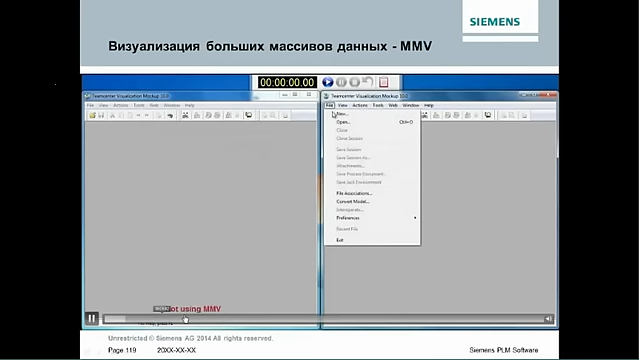 SIEMENS
Визуализация больших массивов данных - MMV
00:00:00.00
Teamcenter Visualization Mockup 10.0
Teamcenter Visualization Mockup 10.0
File View Actions Tools Web Window Help
File View Actions Tools Web Window Help
New...
Open... Ctrl+O
Close
Close Session
Save Session
Save Session As...
Attachments...
Save Process Document...
Save Jack Environment
File Associations...
Convert Model...
Interoperate...
Preferences
Recent File
Exit
ot using MMV
Unrestricted © Siemens AG 2014 All rights reserved.
Page 119 20XX-XX-XX Siemens PLM Software